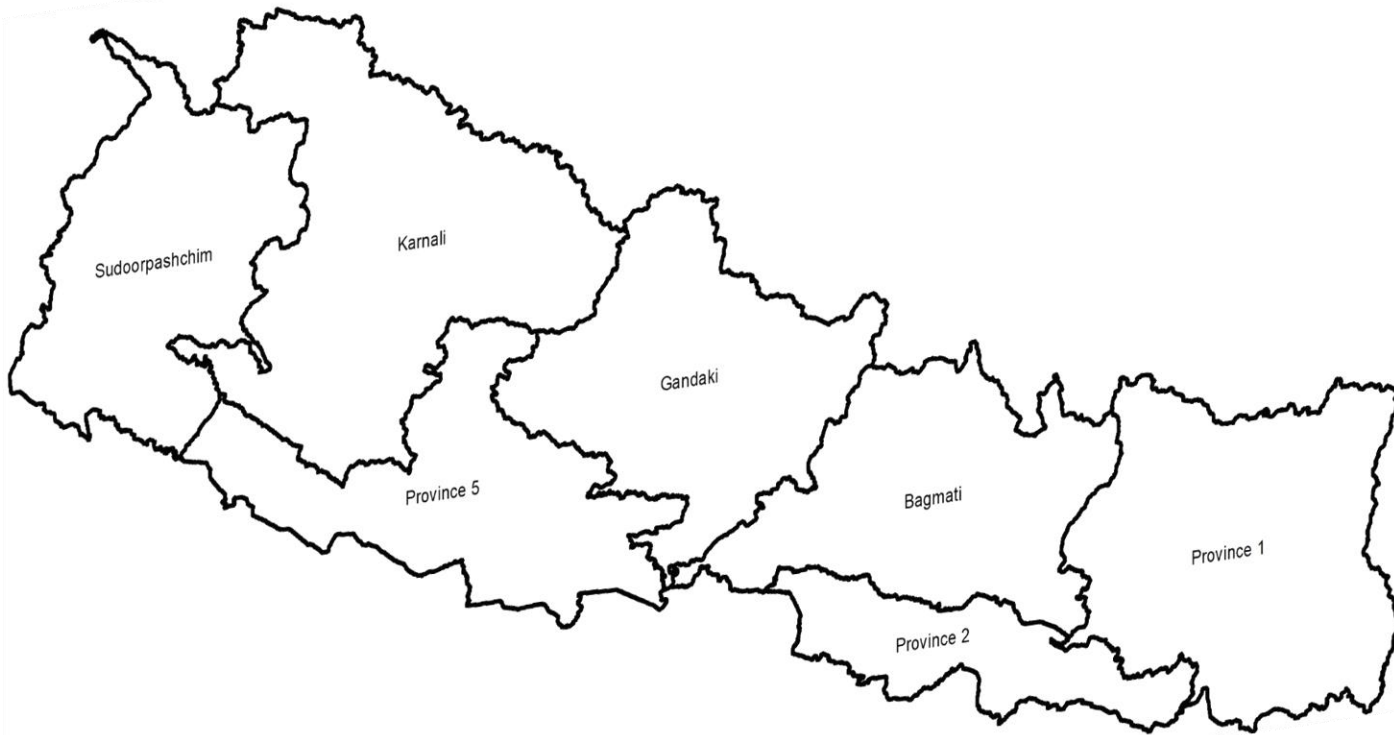 Karnali
Sudoorpashchim
Gandaki
Province 5
Bagmati
Province 1
Province 2